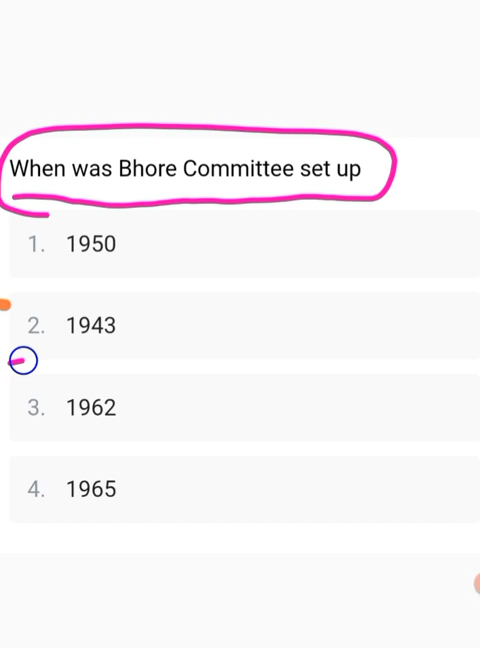 When was Bhore Committee set up
1. 1950
2. 1943
3. 1962
4. 1965